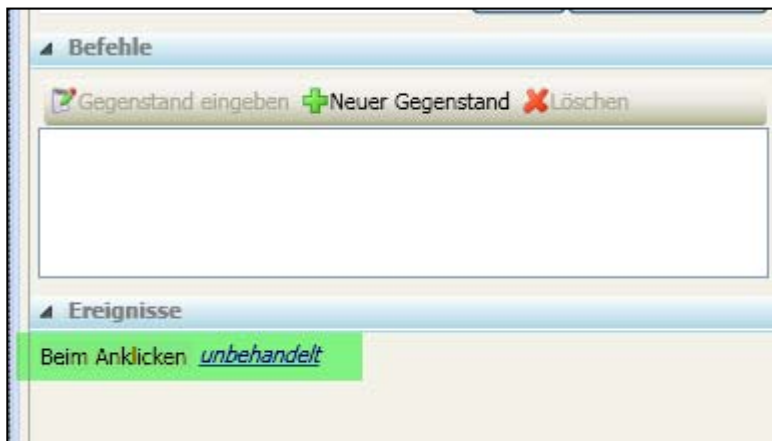 Befehle
Gegenstand eingeben Neuer Gegenstand Löschen
Ereignisse
Beim Anklicken unbehandelt